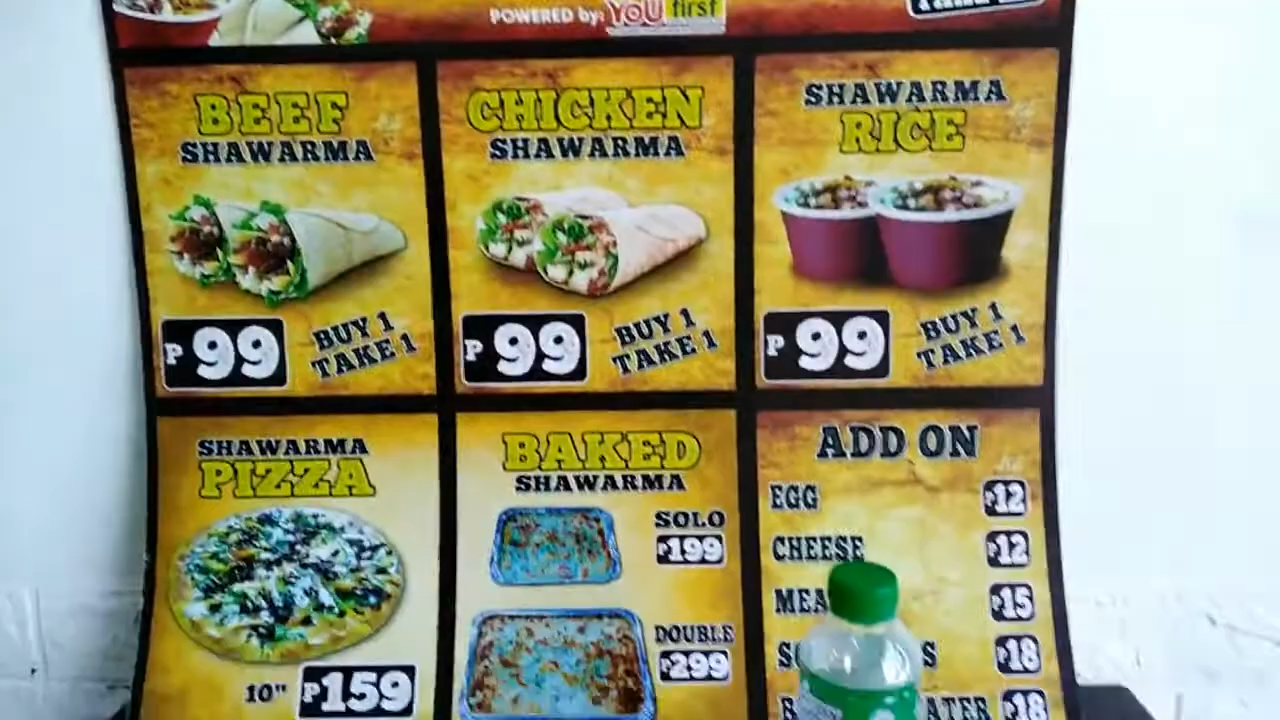 POWERED by: YOU first
BEEF
SHAWARMA
P 99
BUY 1
TAKE 1
CHICKEN
SHAWARMA
P 99
BUY 1
TAKE 1
SHAWARMA
RICE
P 99
BUY 1
TAKE 1
SHAWARMA
PIZZA
10" P159
BAKED
SHAWARMA
SOLO
P199
DOUBLE
P299
ADD ON
EGG P12
CHEESE P12
P15
P18
P18